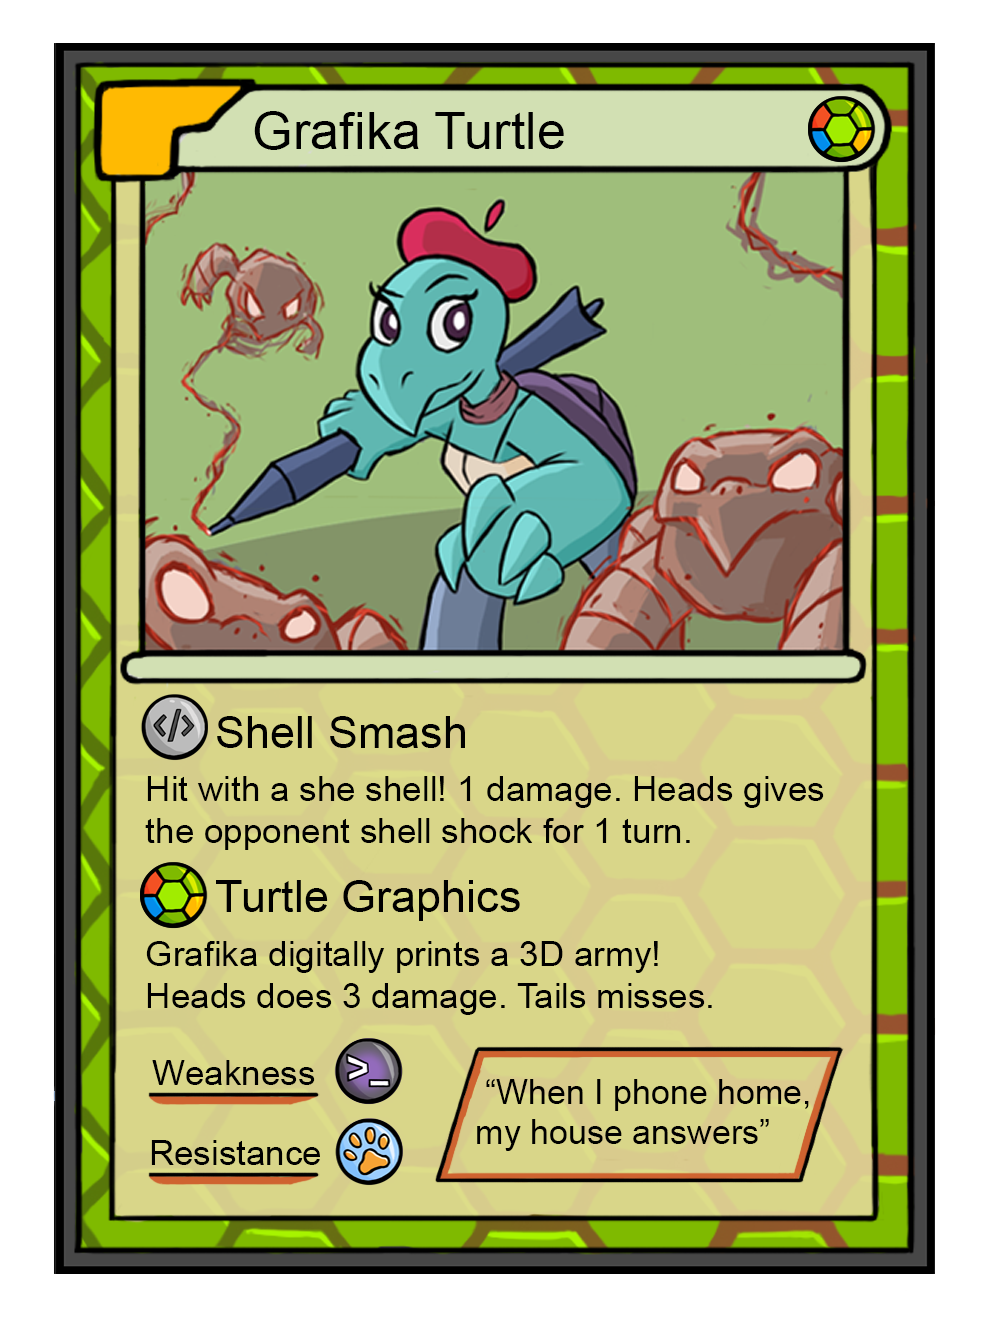 Grafika Turtle
</> Shell Smash
Hit with a she shell! 1 damage. Heads gives
the opponent shell shock for 1 turn.
Turtle Graphics
Grafika digitally prints a 3D army!
Heads does 3 damage. Tails misses.
Weakness >_
Resistance
“When I phone home,
my house answers”